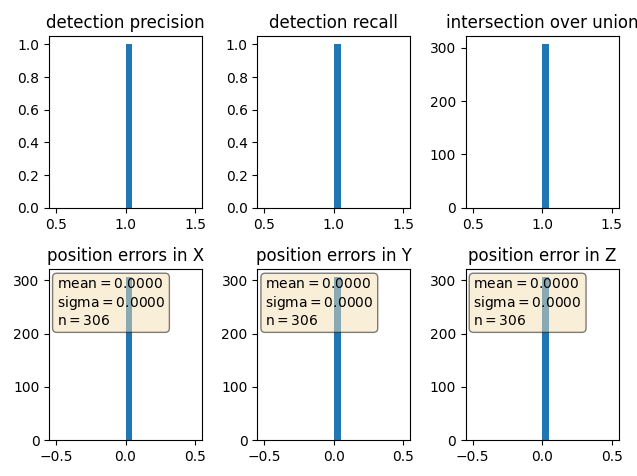 detection precision
detection recall
intersection over union
1.0
0.8
0.6
0.4
0.2
0.0
0.5 1.0 1.5
1.0
0.8
0.6
0.4
0.2
0.0
0.5 1.0 1.5
300
200
100
0
0.5 1.0 1.5
position errors in X
position errors in Y
position error in Z
300
200
100
0
mean = 0.0000
sigma = 0.0000
n = 306
−0.5 0.0 0.5
300
200
100
0
mean = 0.0000
sigma = 0.0000
n = 306
−0.5 0.0 0.5
300
200
100
0
mean = 0.0000
sigma = 0.0000
n = 306
−0.5 0.0 0.5